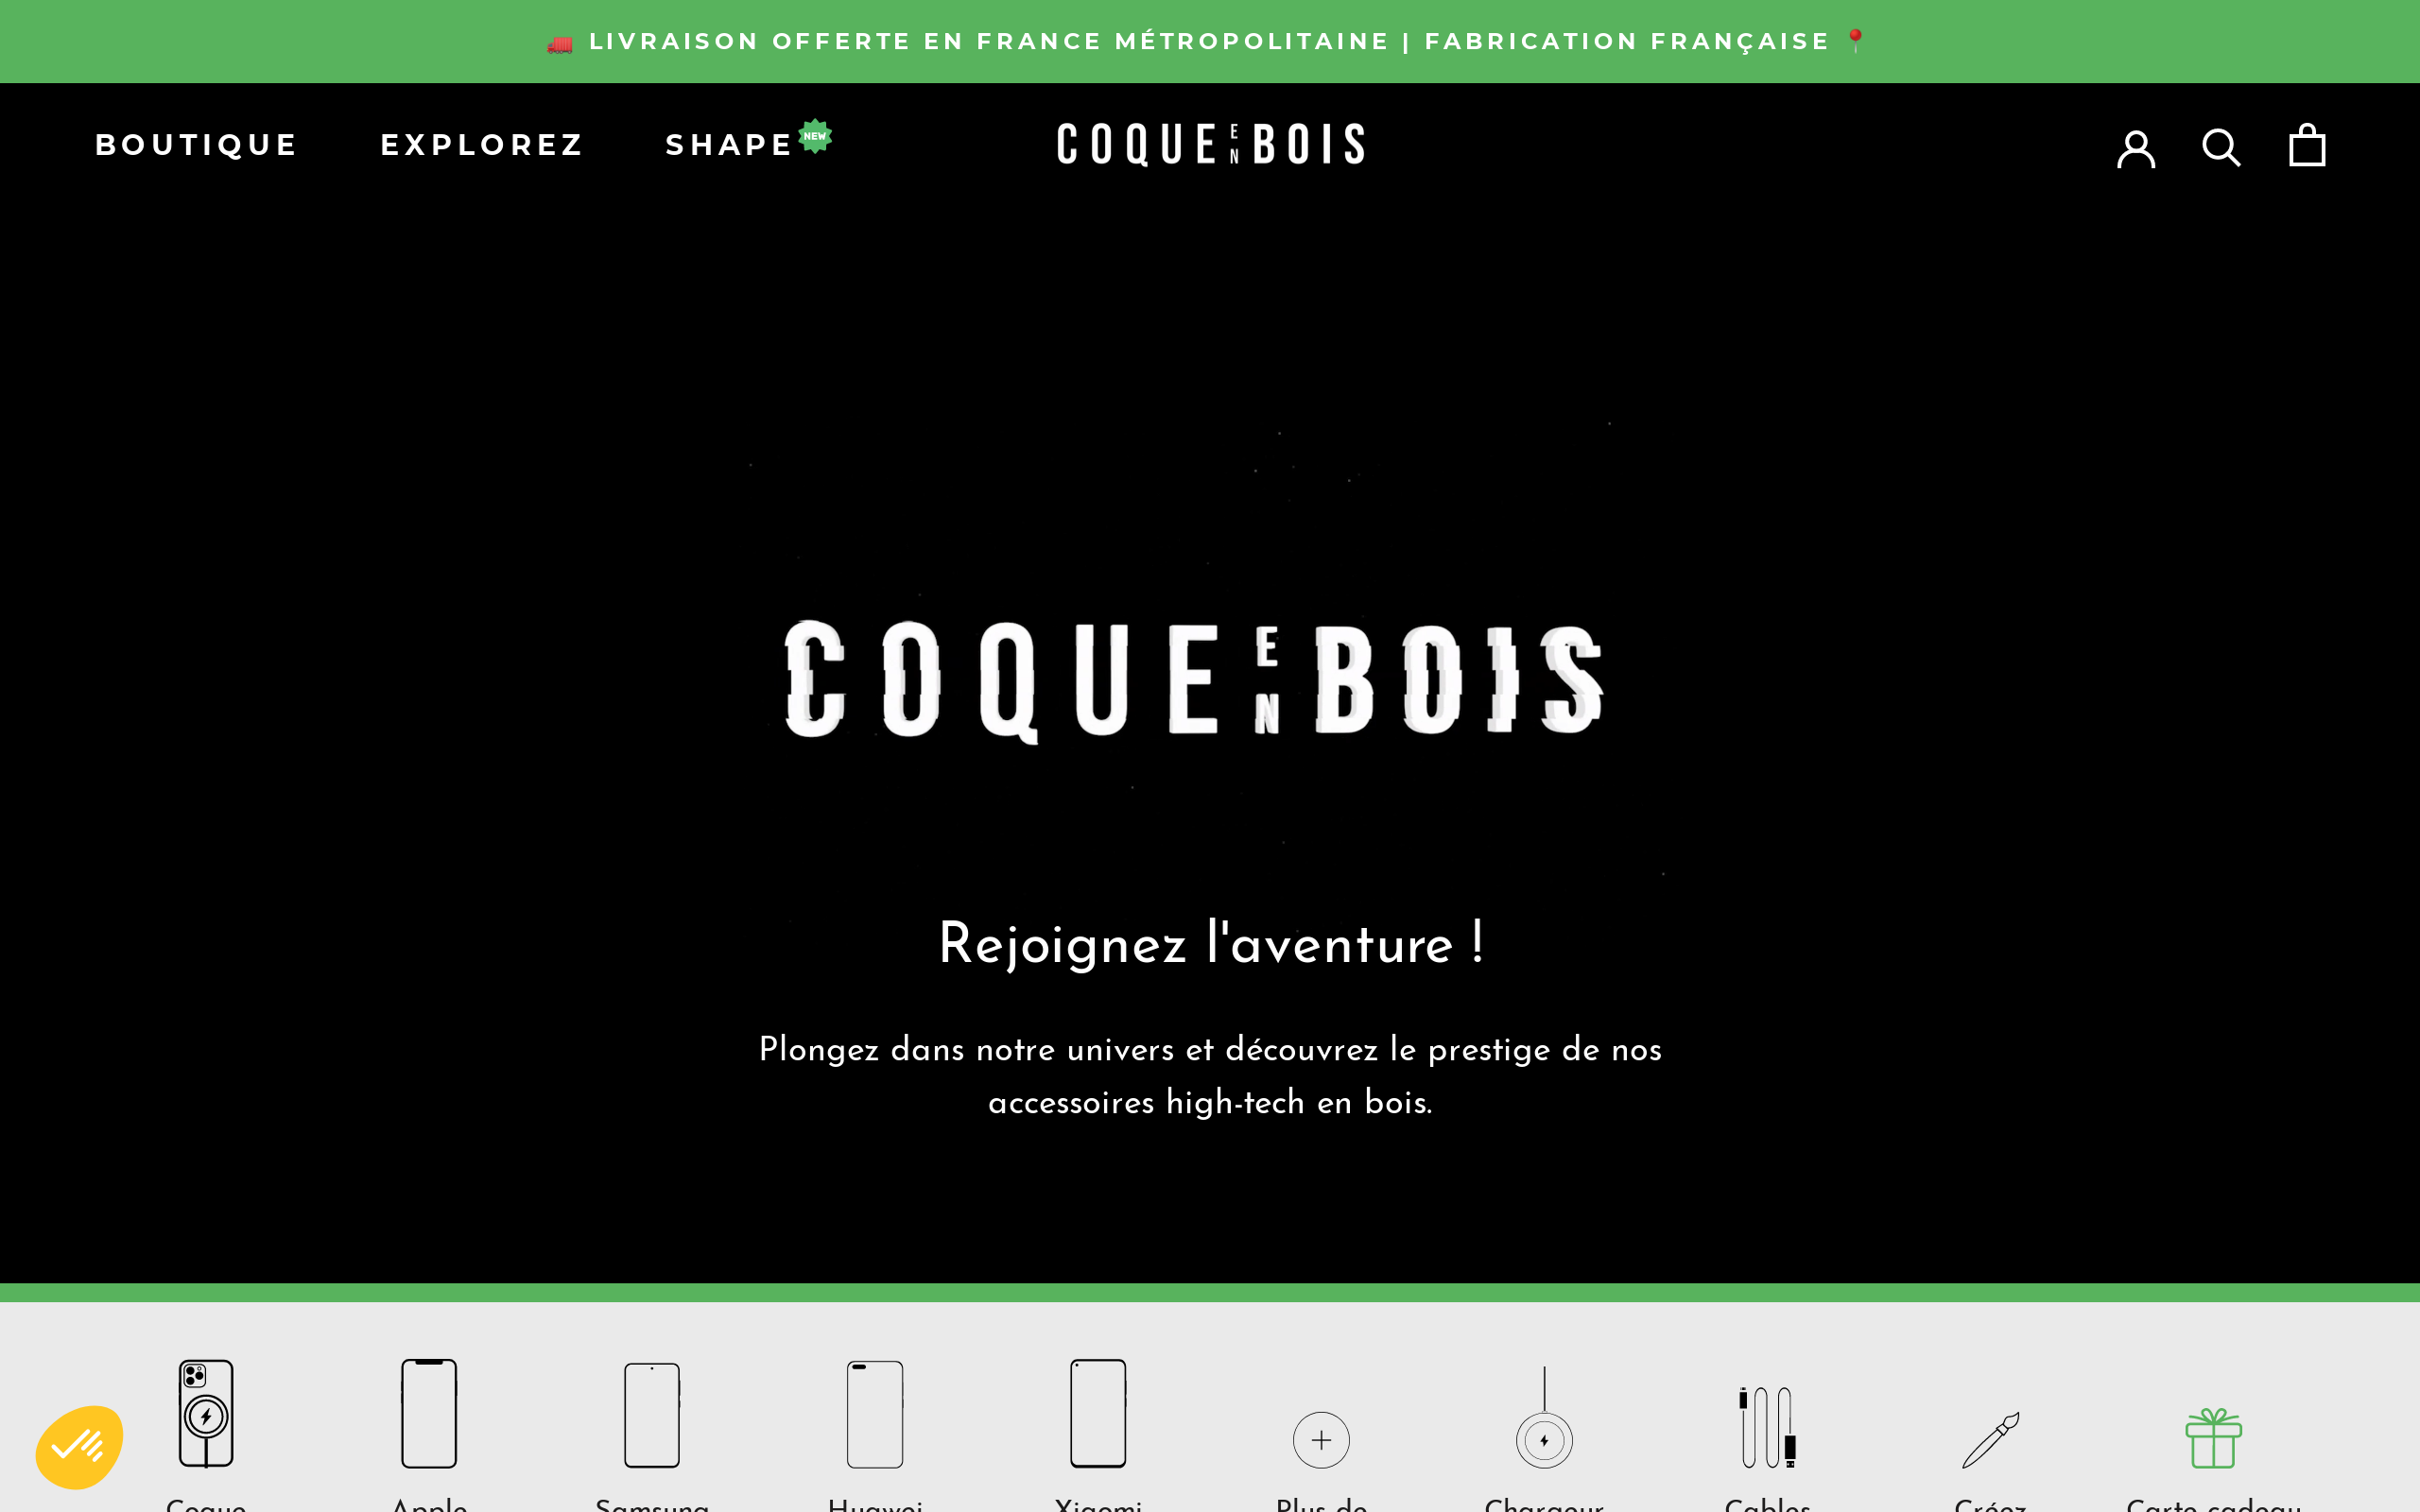 🚚 LIVRAISON OFFERTE EN FRANCE MÉTROPOLITAINE | FABRICATION FRANÇAISE 📍
BOUTIQUE EXPLOREZ SHAPE NEW COQUE EN BOIS
COQUE EN BOIS
Rejoignez l'aventure !
Plongez dans notre univers et découvrez le prestige de nos
accessoires high-tech en bois.
Coque Apple Samsung Huawei Xiaomi Plus de Chargeur Cables Créez Carte cadeau